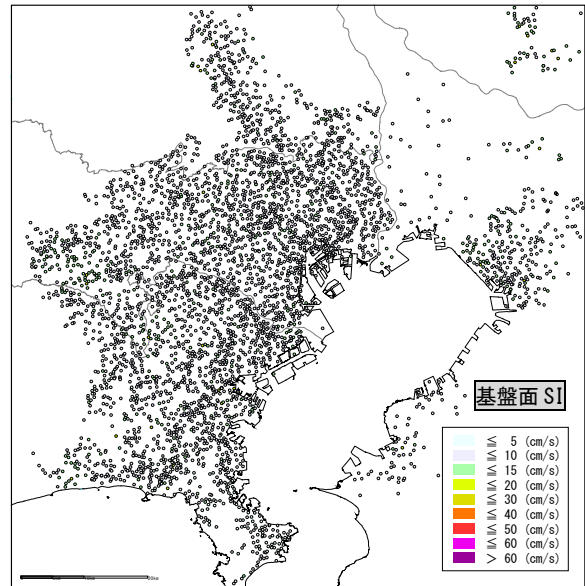 基盤面 SI
≦ 5 (cm/s)
≦ 10 (cm/s)
≦ 15 (cm/s)
≦ 20 (cm/s)
≦ 30 (cm/s)
≦ 40 (cm/s)
≦ 50 (cm/s)
≦ 60 (cm/s)
> 60 (cm/s)